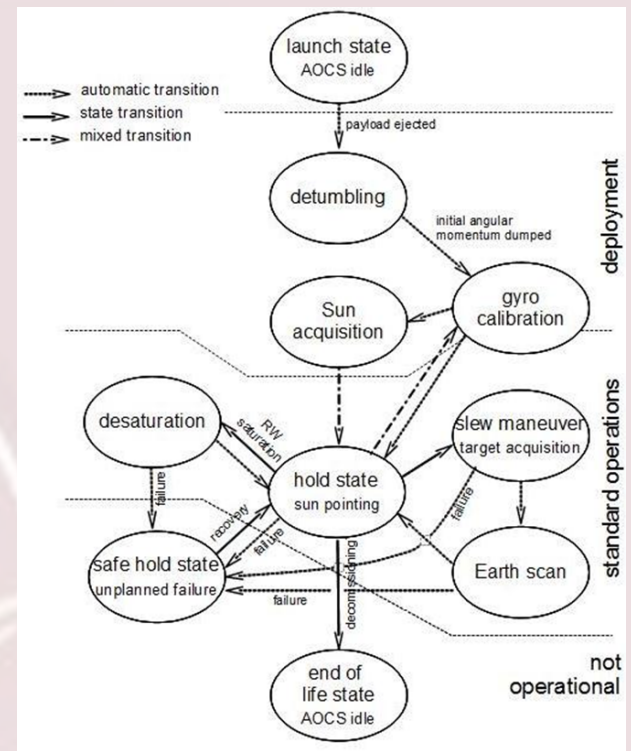 launch state
AOCS idle
automatic transition
state transition
mixed transition
payload ejected
detumbling
initial angular
momentum dumped
deployment
gyro
calibration
Sun
acquisition
desaturation
RW
saturation
slew maneuver
target acquisition
hold state
sun pointing
standard operations
failure
recovery
failure
failure
safe hold state
unplanned failure
Earth scan
failure
decomissioning
not
operational
end of
life state
AOCS idle